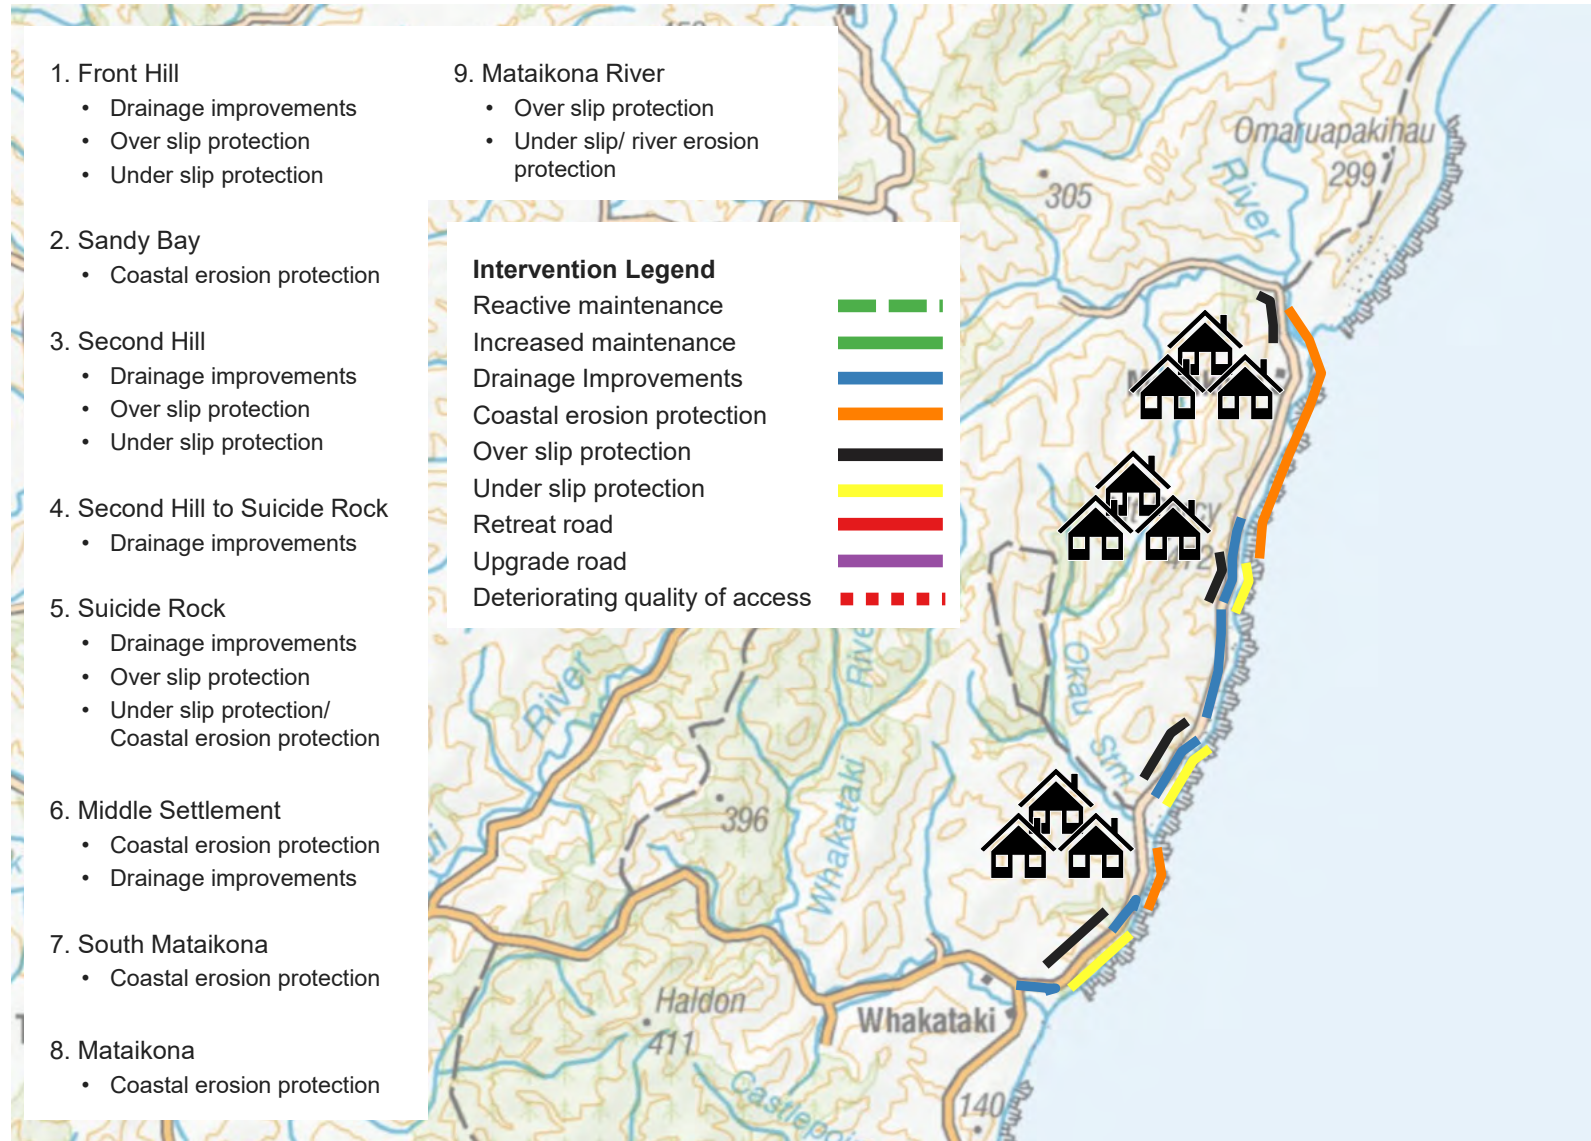 1. Front Hill
• Drainage improvements
• Over slip protection
• Under slip protection
2. Sandy Bay
• Coastal erosion protection
3. Second Hill
• Drainage improvements
• Over slip protection
• Under slip protection
4. Second Hill to Suicide Rock
• Drainage improvements
5. Suicide Rock
• Drainage improvements
• Over slip protection
• Under slip protection/
Coastal erosion protection
6. Middle Settlement
• Coastal erosion protection
• Drainage improvements
7. South Mataikona
• Coastal erosion protection
8. Mataikona
• Coastal erosion protection
9. Mataikona River
• Over slip protection
• Under slip/ river erosion
protection
Intervention Legend
Reactive maintenance
Increased maintenance
Drainage Improvements
Coastal erosion protection
Over slip protection
Under slip protection
Retreat road
Upgrade road
Deteriorating quality of access
Omaruapakihau
299
200
305
River
472
Okau
Strm
River
396
Whakataki
Haldon
411
Whakataki
140